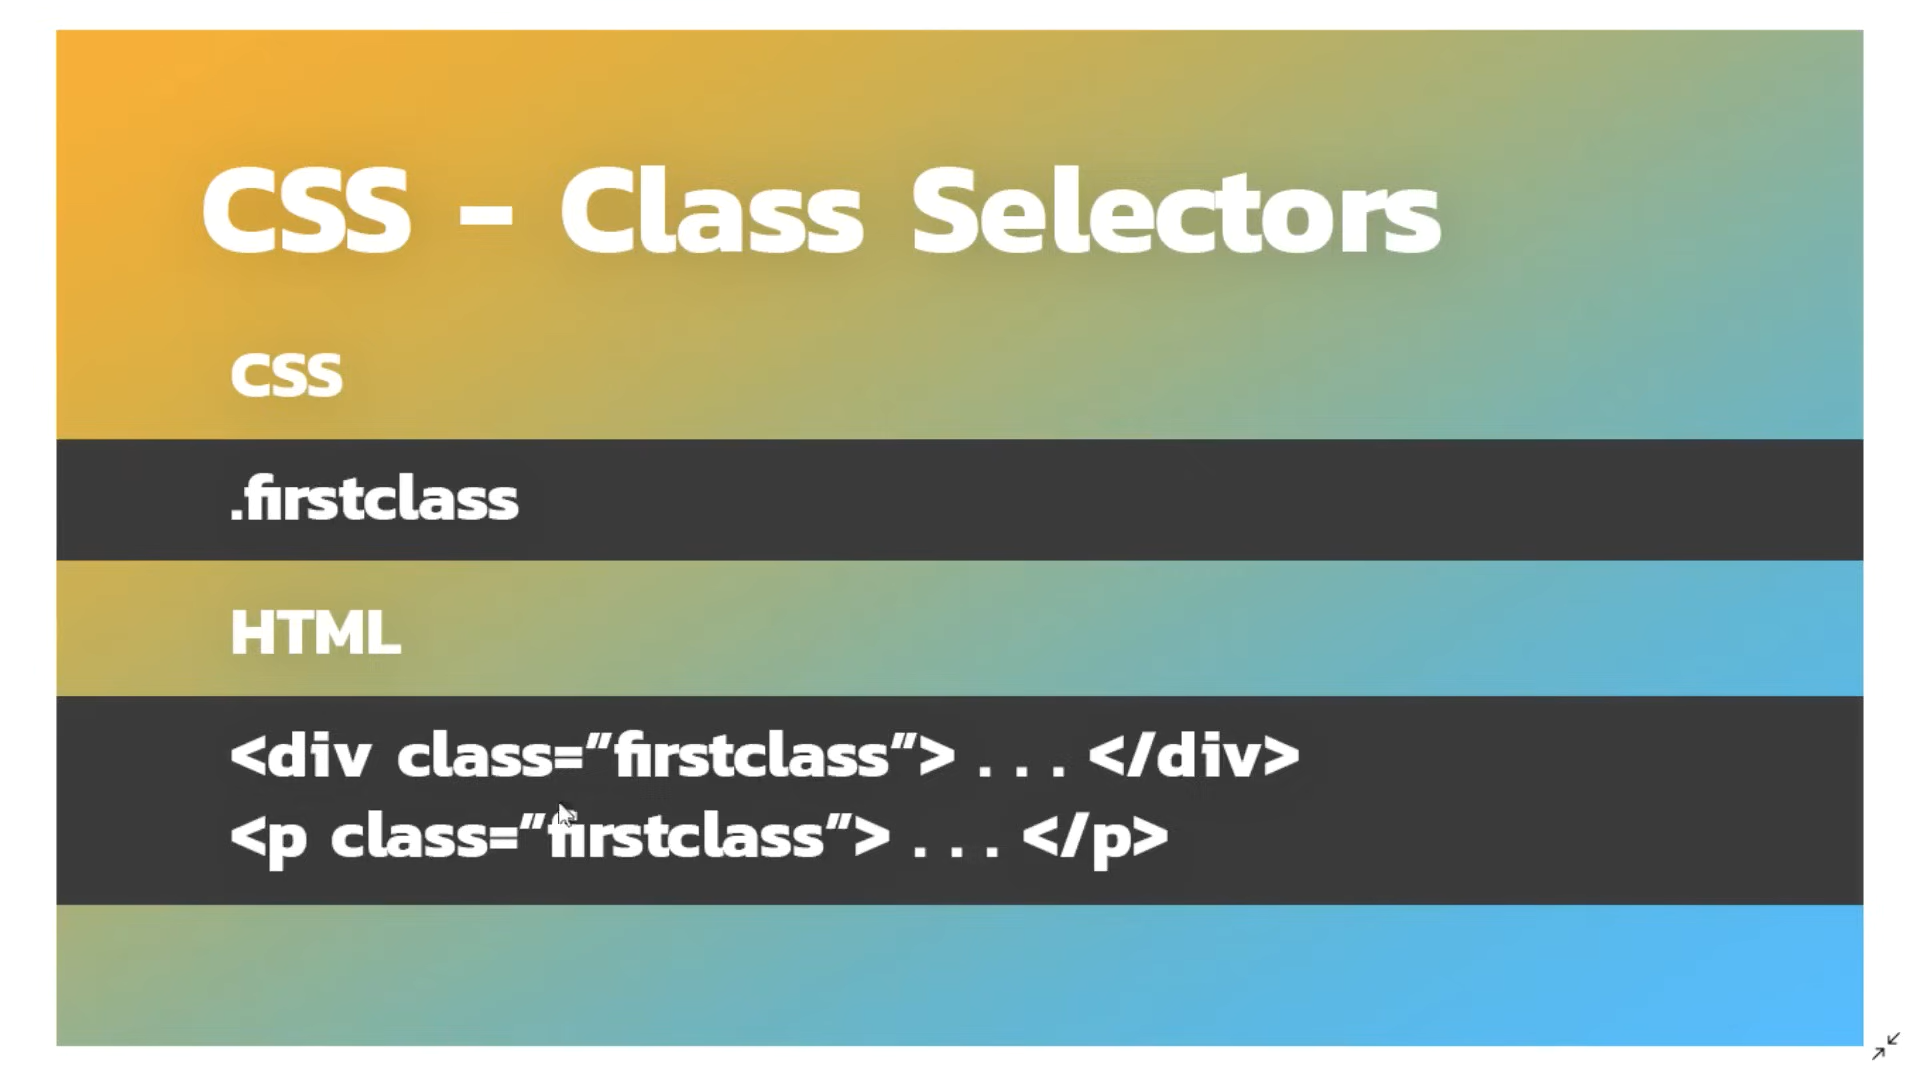 CSS - Class Selectors
CSS
.firstclass
HTML
<div class=”firstclass”> . . . </div>
<p class=”firstclass”> . . . </p>